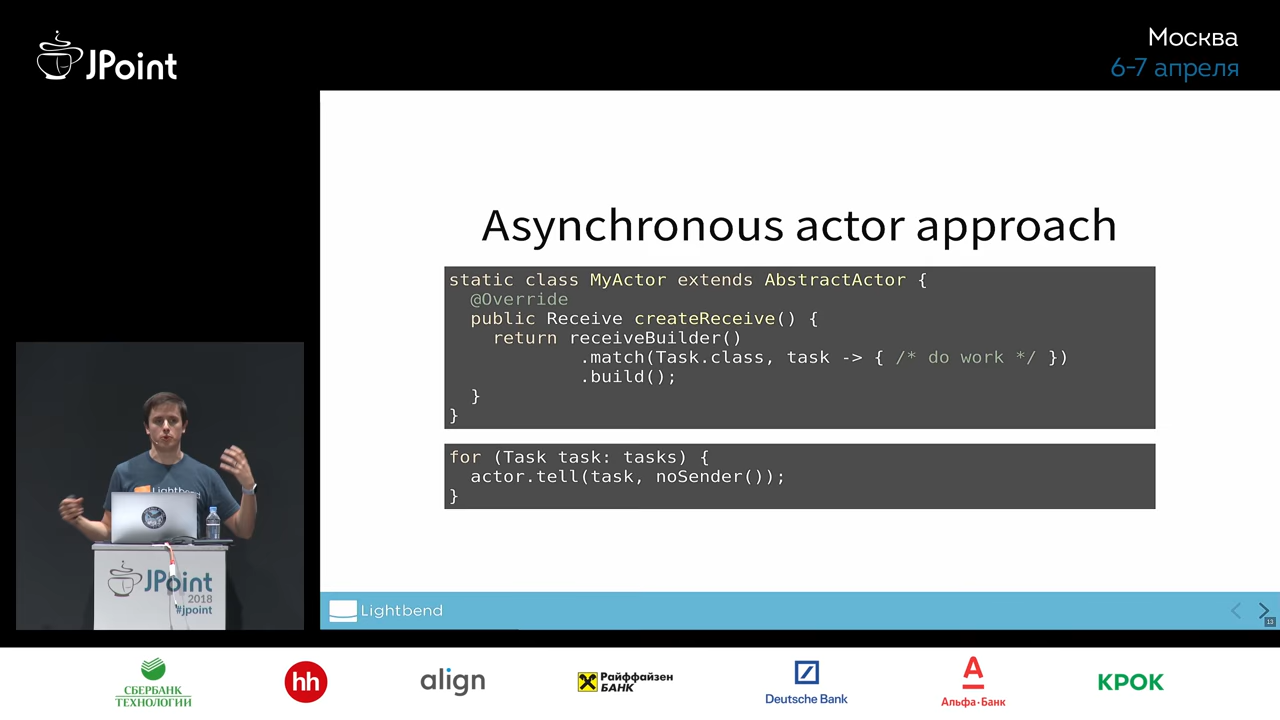 JPoint
Москва
6-7 апреля
Asynchronous actor approach
static class MyActor extends AbstractActor {
  @Override
  public Receive createReceive() {
    return receiveBuilder()
            .match(Task.class, task -> { /* do work */ })
            .build();
  }
}
for (Task task: tasks) {
  actor.tell(task, noSender());
}
Lightbend
JPoint
2018
#jpoint
Lightbend
13
СБЕРБАНК
ТЕХНОЛОГИИ
hh
align
Райффайзен
БАНК
Deutsche Bank
А
Альфа·Банк
КРОК